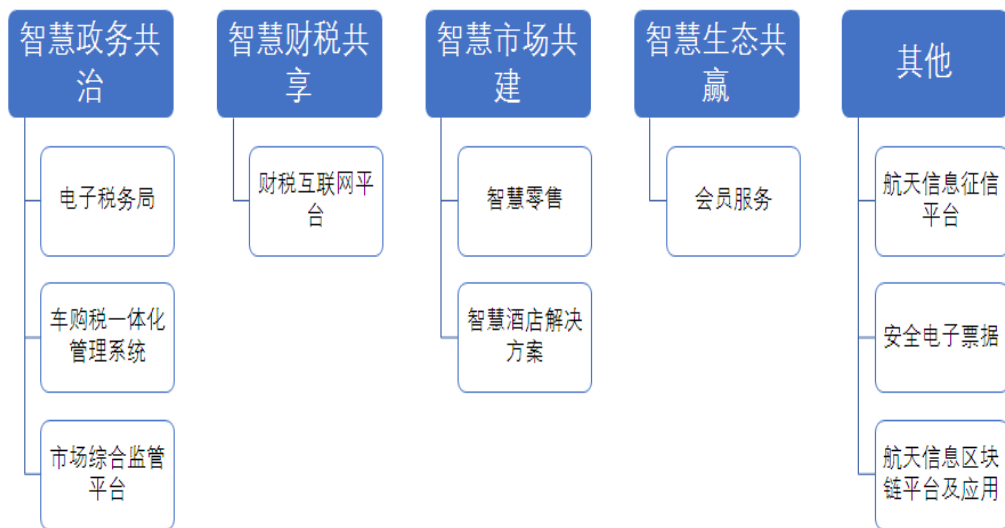 智慧政务共
治
电子税务局
车购税一体化
管理系统
市场综合监管
平台
智慧财税共
享
财税互联网平
台
智慧市场共
建
智慧零售
智慧酒店解决
方案
智慧生态共
赢
会员服务
其他
航天信息征信
平台
安全电子票据
航天信息区块
链平台及应用